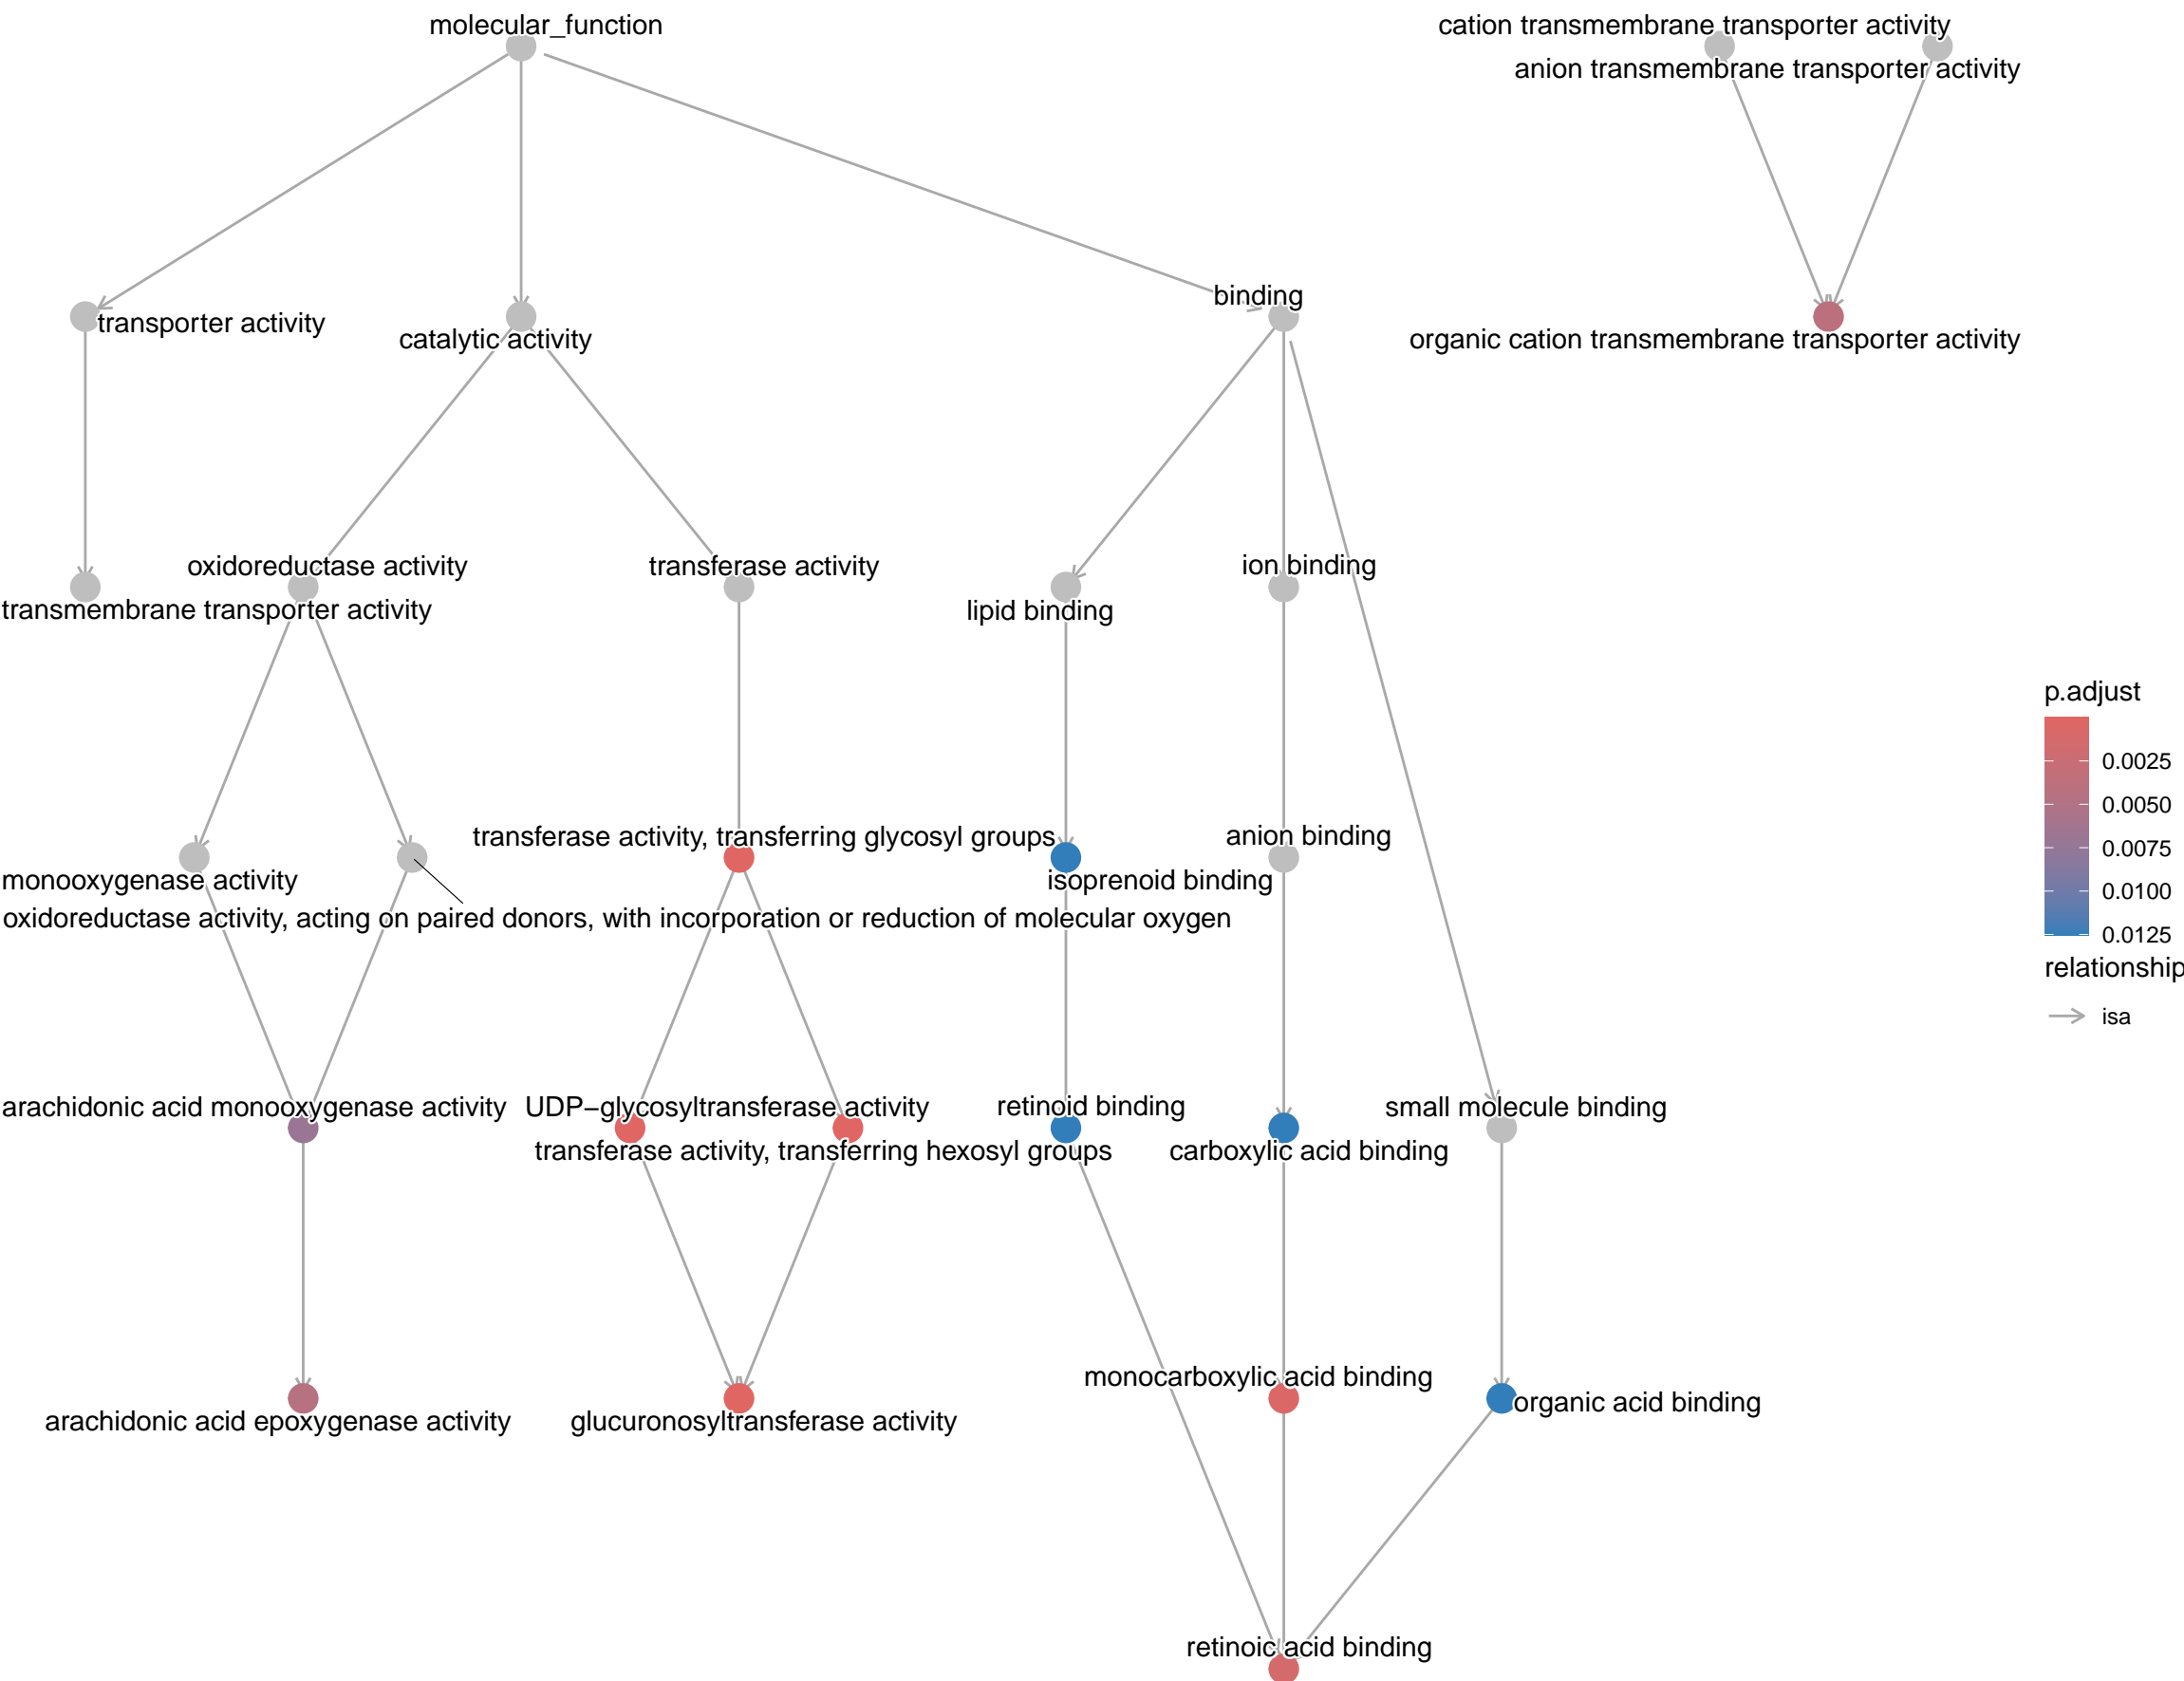 molecular_function
cation transmembrane transporter activity
anion transmembrane transporter activity
binding
transporter activity
catalytic activity
organic cation transmembrane transporter activity
oxidoreductase activity
transferase activity
ion binding
transmembrane transporter activity
lipid binding
p.adjust
0.0025
0.0050
0.0075
0.0100
0.0125
relationship
isa
transferase activity, transferring glycosyl groups
anion binding
monooxygenase activity
isoprenoid binding
oxidoreductase activity, acting on paired donors, with incorporation or reduction of molecular oxygen
arachidonic acid monooxygenase activity
UDP−glycosyltransferase activity
retinoid binding
small molecule binding
transferase activity, transferring hexosyl groups
carboxylic acid binding
monocarboxylic acid binding
organic acid binding
arachidonic acid epoxygenase activity
glucuronosyltransferase activity
retinoic acid binding